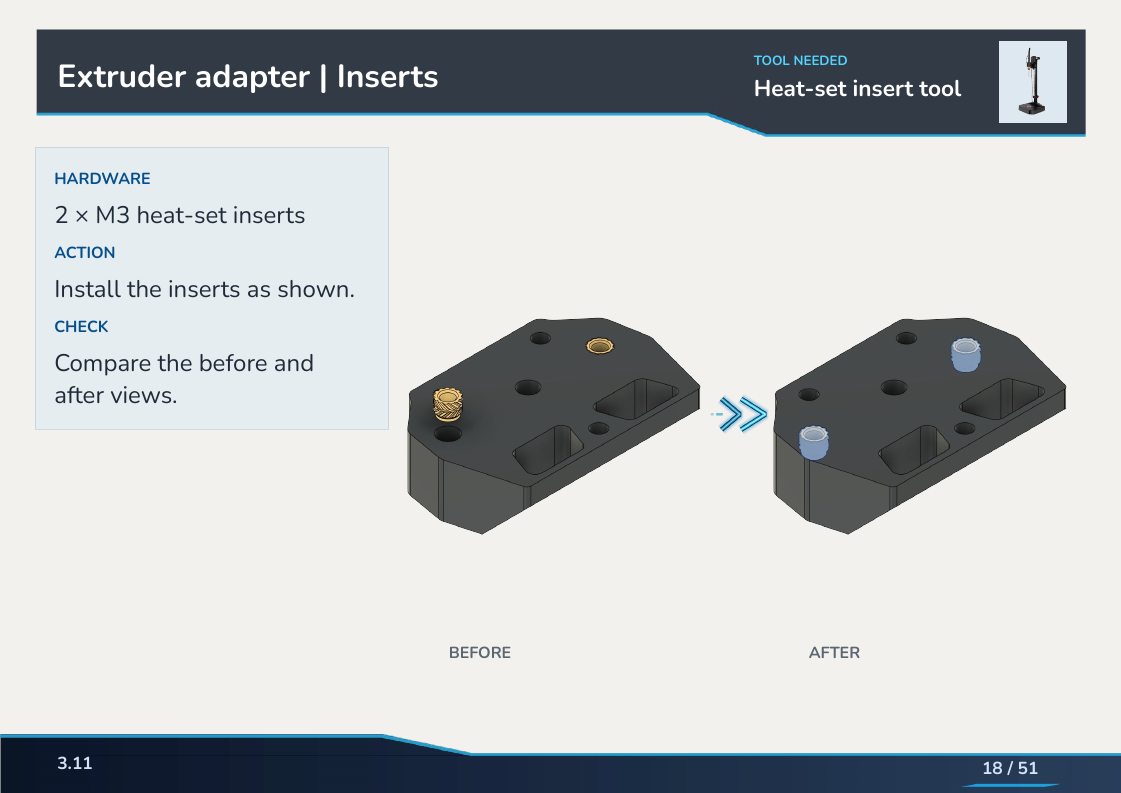 Extruder adapter | Inserts
TOOL NEEDED
Heat-set insert tool
HARDWARE
2 × M3 heat-set inserts
ACTION
Install the inserts as shown.
CHECK
Compare the before and
after views.
BEFORE
AFTER
3.11
18 / 51